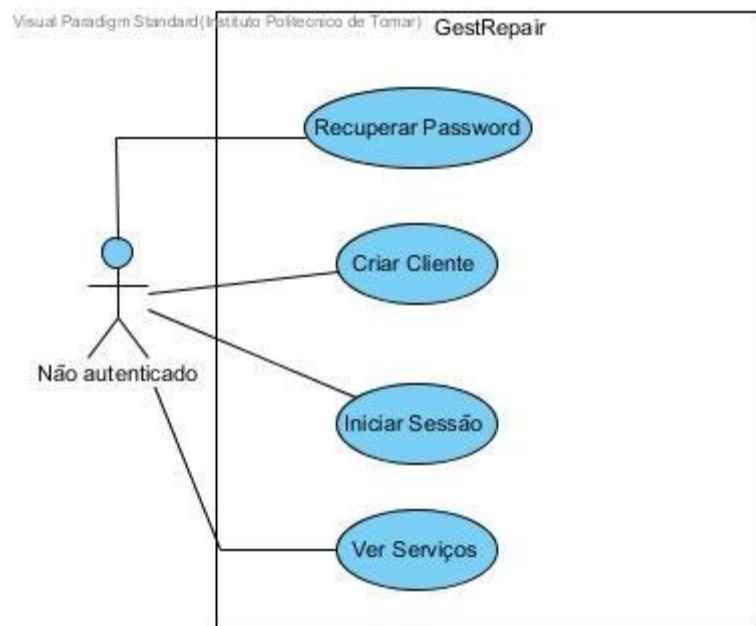 Visual Paradigm Standard(Instituto Politecnico de Tomar)
GestRepair
Recuperar Password
Criar Cliente
Não autenticado
Iniciar Sessão
Ver Serviços